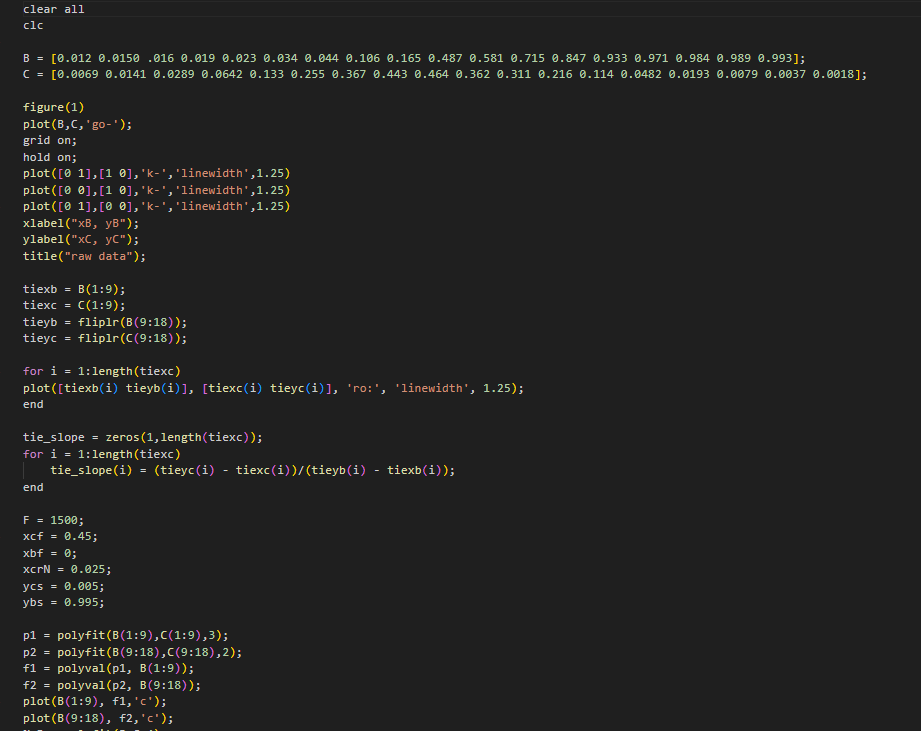 clear all
clc
B = [0.012 0.0150 .016 0.019 0.023 0.034 0.044 0.106 0.165 0.487 0.581 0.715 0.847 0.933 0.971 0.984 0.989 0.993];
C = [0.0069 0.0141 0.0289 0.0642 0.133 0.255 0.367 0.443 0.464 0.362 0.311 0.216 0.114 0.0482 0.0193 0.0079 0.0037 0.0018];
figure(1)
plot(B,C,'go-');
grid on;
hold on;
plot([0 1],[1 0],'k-','linewidth',1.25)
plot([0 0],[1 0],'k-','linewidth',1.25)
plot([0 1],[0 0],'k-','linewidth',1.25)
xlabel("xB, yB");
ylabel("xC, yC");
title("raw data");
tiexb = B(1:9);
tiexc = C(1:9);
tieyb = fliplr(B(9:18));
tieyc = fliplr(C(9:18));
for i = 1:length(tiexc)
plot([tiexb(i) tieyb(i)], [tiexc(i) tieyc(i)], 'ro:', 'linewidth', 1.25);
end
tie_slope = zeros(1,length(tiexc));
for i = 1:length(tiexc)
tie_slope(i) = (tieyc(i) - tiexc(i))/(tieyb(i) - tiexb(i));
end
F = 1500;
xcf = 0.45;
xbf = 0;
xcrN = 0.025;
ycs = 0.005;
ybs = 0.995;
p1 = polyfit(B(1:9),C(1:9),3);
p2 = polyfit(B(9:18),C(9:18),2);
f1 = polyval(p1, B(1:9));
f2 = polyval(p2, B(9:18));
plot(B(1:9), f1,'c');
plot(B(9:18), f2,'c');